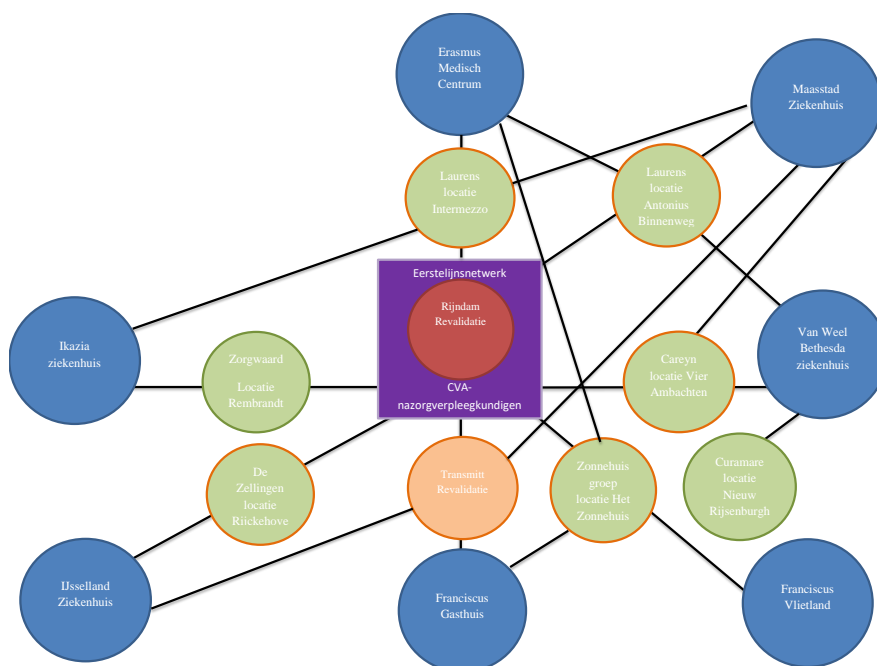 Erasmus
Medisch
Centrum
Maasstad
Ziekenhuis
Laurens
locatie
Intermezzo
Laurens
locatie
Antonius
Binnenweg
Eerstelijnsnetwerk
Rijndam
Revalidatie
CVA-
nazorgverpleegkundigen
Ikazia
ziekenhuis
Zorgwaard
Locatie
Rembrandt
Careyn
locatie Vier
Ambachten
Van Weel
Bethesda
ziekenhuis
De
Zellingen
locatie
Riickehove
Transmitt
Revalidatie
Zonnehuis
groep
locatie Het
Zonnehuis
Curamare
locatie
Nieuw
Rijsenburgh
IJsselland
Ziekenhuis
Franciscus
Gasthuis
Franciscus
Vlietland